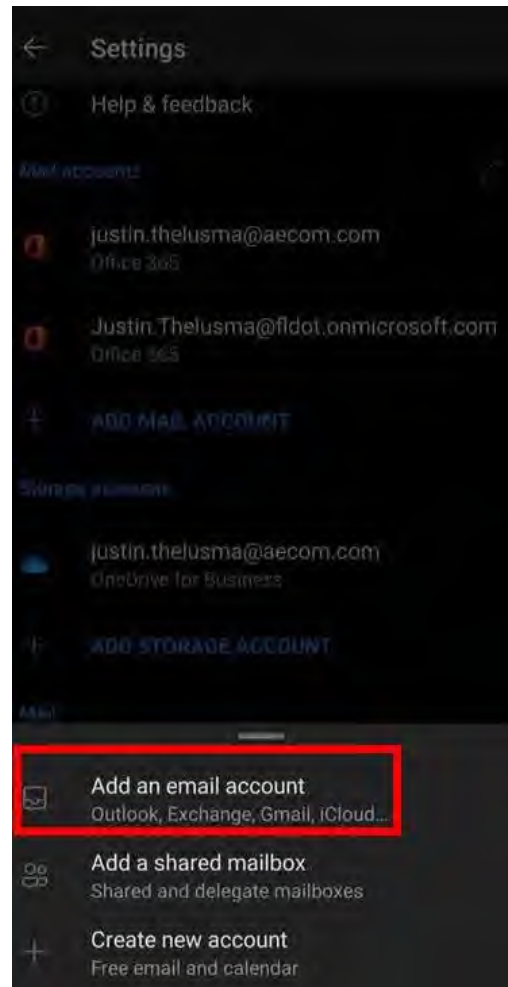 Settings
Help & feedback
Mail accounts
justin.thelusma@aecom.com
Office 365
Justin.Thelusma@fldot.onmicrosoft.com
Office 365
ADD MAIL ACCOUNT
Storage accounts
justin.thelusma@aecom.com
OneDrive for Business
ADD STORAGE ACCOUNT
Mail
Add an email account
Outlook, Exchange, Gmail, iCloud...
Add a shared mailbox
Shared and delegate mailboxes
Create new account
Free email and calendar